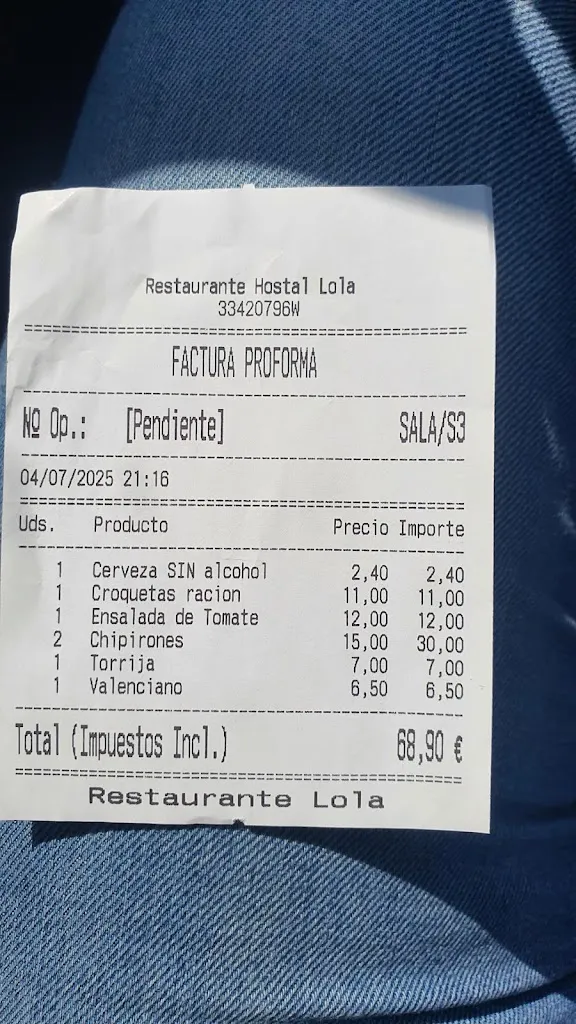 Restaurante Hostal Lola
33420796W
FACTURA PROFORMA
Nº Op.: [Pendiente] SALA/S3
04/07/2025 21:16
Uds. Producto Precio Importe
1 Cerveza SIN alcohol 2,40 2,40
1 Croquetas racion 11,00 11,00
1 Ensalada de Tomate 12,00 12,00
2 Chipirones 15,00 30,00
1 Torrija 7,00 7,00
1 Valenciano 6,50 6,50
Total (Impuestos Incl.) 68,90 €
Restaurante Lola